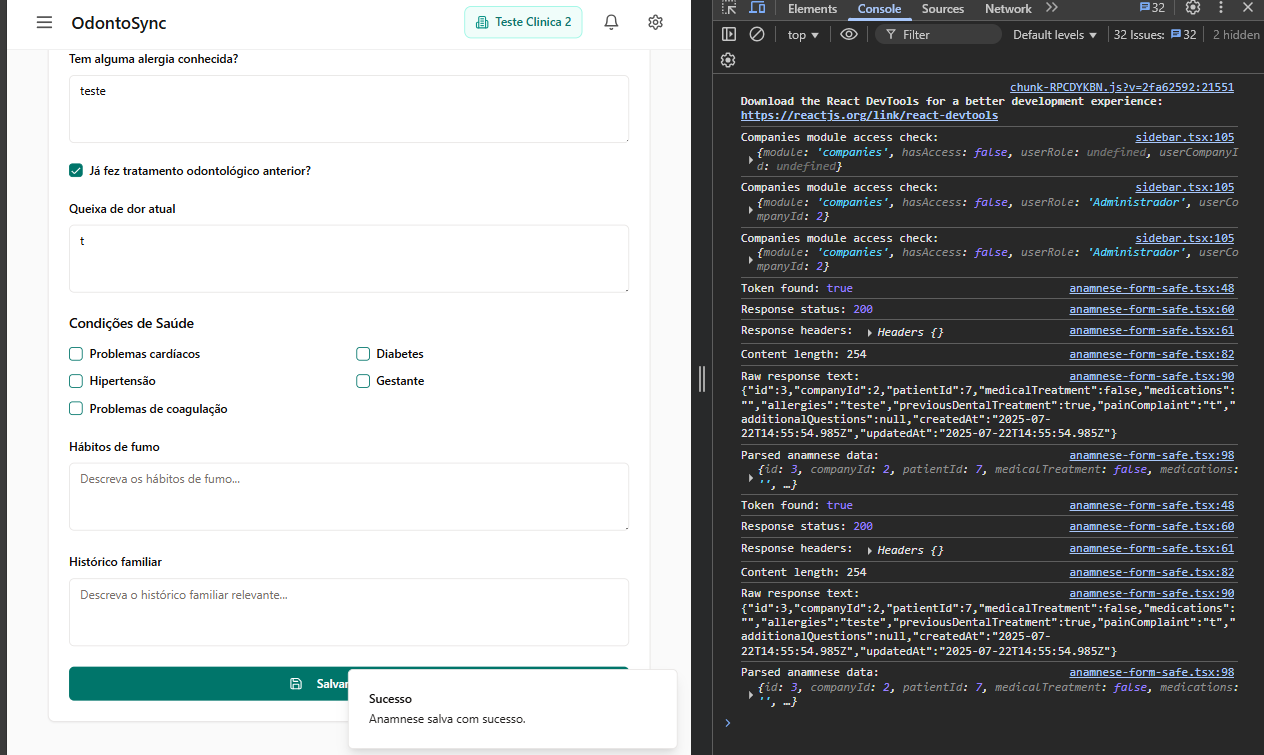 OdontoSync
Teste Clinica 2
Tem alguma alergia conhecida?
teste
Já fez tratamento odontológico anterior?
Queixa de dor atual
t
Condições de Saúde
Problemas cardíacos
Diabetes
Hipertensão
Gestante
Problemas de coagulação
Hábitos de fumo
Descreva os hábitos de fumo...
Histórico familiar
Descreva o histórico familiar relevante...
Salvar
Sucesso
Anamnese salva com sucesso.
Elements Console Sources Network 32
top Filter Default levels 32 Issues: 32 2 hidden
chunk-RPCDYKBN.js?v=2fa62592:21551
Download the React DevTools for a better development experience:
https://reactjs.org/link/react-devtools
Companies module access check: sidebar.tsx:105
{module: 'companies', hasAccess: false, userRole: undefined, userCompanyI
d: undefined}
Companies module access check: sidebar.tsx:105
{module: 'companies', hasAccess: false, userRole: 'Administrador', userCo
mpanyId: 2}
Companies module access check: sidebar.tsx:105
{module: 'companies', hasAccess: false, userRole: 'Administrador', userCo
mpanyId: 2}
Token found: true anamnese-form-safe.tsx:48
Response status: 200 anamnese-form-safe.tsx:60
Response headers: Headers {} anamnese-form-safe.tsx:61
Content length: 254 anamnese-form-safe.tsx:82
Raw response text: anamnese-form-safe.tsx:90
{"id":3,"companyId":2,"patientId":7,"medicalTreatment":false,"medications":
"","allergies":"teste","previousDentalTreatment":true,"painComplaint":"t","
additionalQuestions":null,"createdAt":"2025-07-
22T14:55:54.985Z","updatedAt":"2025-07-22T14:55:54.985Z"}
Parsed anamnese data: anamnese-form-safe.tsx:98
{id: 3, companyId: 2, patientId: 7, medicalTreatment: false, medications:
'', …}
Token found: true anamnese-form-safe.tsx:48
Response status: 200 anamnese-form-safe.tsx:60
Response headers: Headers {} anamnese-form-safe.tsx:61
Content length: 254 anamnese-form-safe.tsx:82
Raw response text: anamnese-form-safe.tsx:90
{"id":3,"companyId":2,"patientId":7,"medicalTreatment":false,"medications":
"","allergies":"teste","previousDentalTreatment":true,"painComplaint":"t","
additionalQuestions":null,"createdAt":"2025-07-
22T14:55:54.985Z","updatedAt":"2025-07-22T14:55:54.985Z"}
Parsed anamnese data: anamnese-form-safe.tsx:98
{id: 3, companyId: 2, patientId: 7, medicalTreatment: false, medications:
'', …}